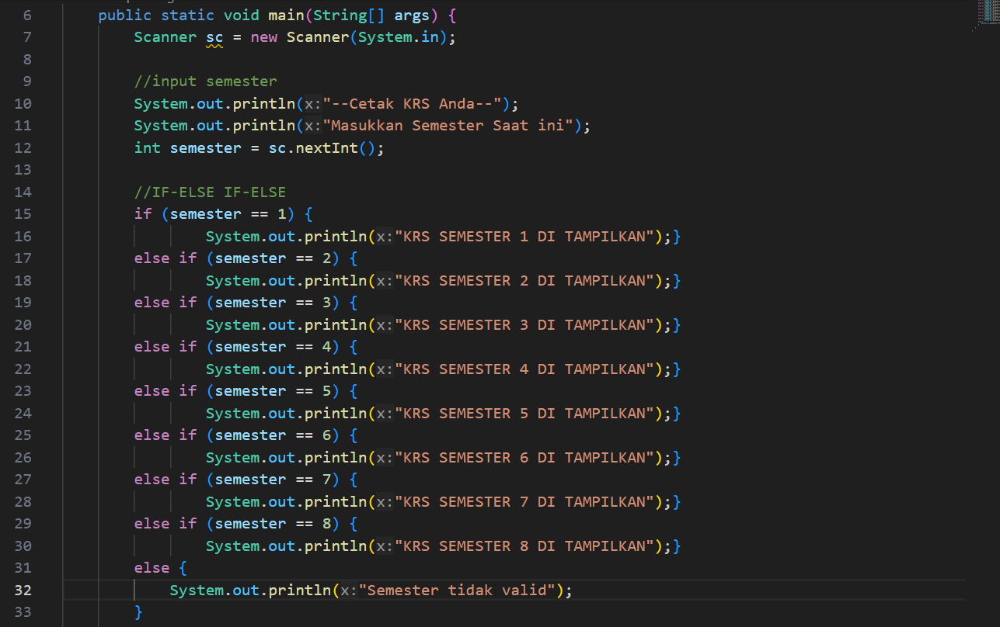 6 public static void main(String[] args) {
7 Scanner sc = new Scanner(System.in);
8
9 //input semester
10 System.out.println(x:"--Cetak KRS Anda--");
11 System.out.println(x:"Masukkan Semester Saat ini");
12 int semester = sc.nextInt();
13
14 //IF-ELSE IF-ELSE
15 if (semester == 1) {
16 System.out.println(x:"KRS SEMESTER 1 DI TAMPILKAN");}
17 else if (semester == 2) {
18 System.out.println(x:"KRS SEMESTER 2 DI TAMPILKAN");}
19 else if (semester == 3) {
20 System.out.println(x:"KRS SEMESTER 3 DI TAMPILKAN");}
21 else if (semester == 4) {
22 System.out.println(x:"KRS SEMESTER 4 DI TAMPILKAN");}
23 else if (semester == 5) {
24 System.out.println(x:"KRS SEMESTER 5 DI TAMPILKAN");}
25 else if (semester == 6) {
26 System.out.println(x:"KRS SEMESTER 6 DI TAMPILKAN");}
27 else if (semester == 7) {
28 System.out.println(x:"KRS SEMESTER 7 DI TAMPILKAN");}
29 else if (semester == 8) {
30 System.out.println(x:"KRS SEMESTER 8 DI TAMPILKAN");}
31 else {
32 System.out.println(x:"Semester tidak valid");
33 }